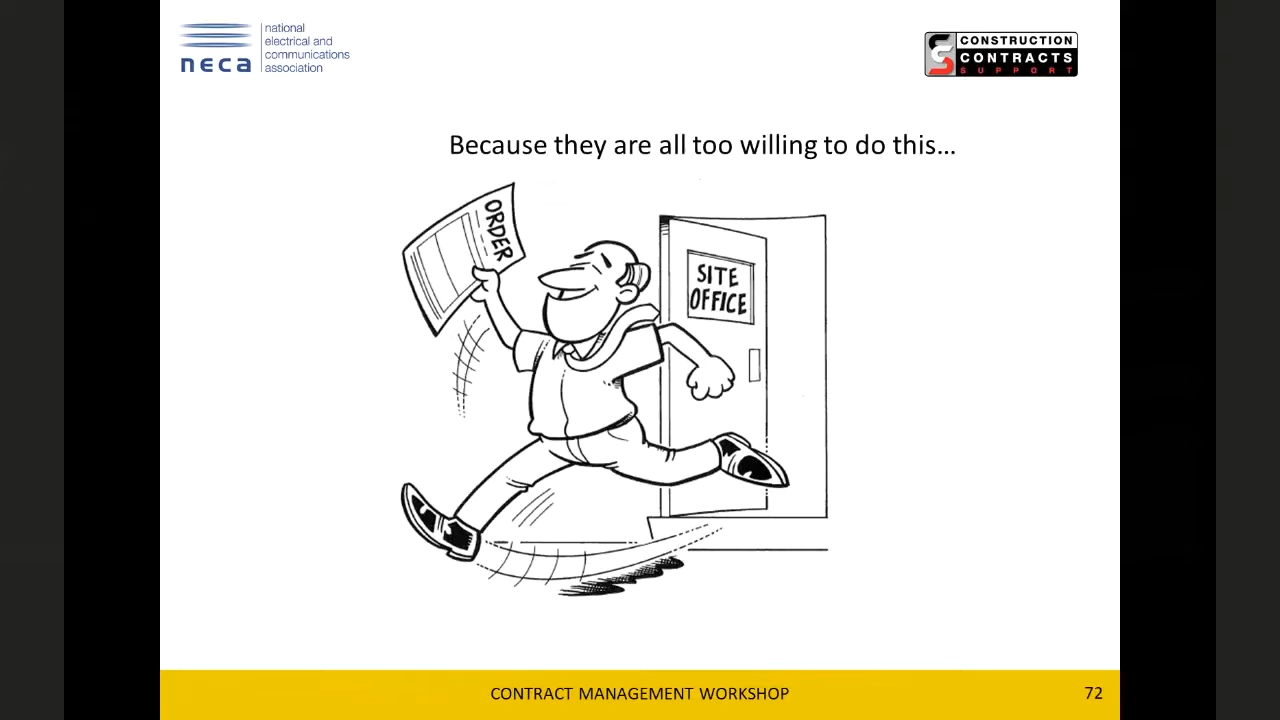 neca
national
electrical and
communications
association
CONSTRUCTION
CONTRACTS
SUPPORT
Because they are all too willing to do this...
ORDER
SITE
OFFICE
CONTRACT MANAGEMENT WORKSHOP
72